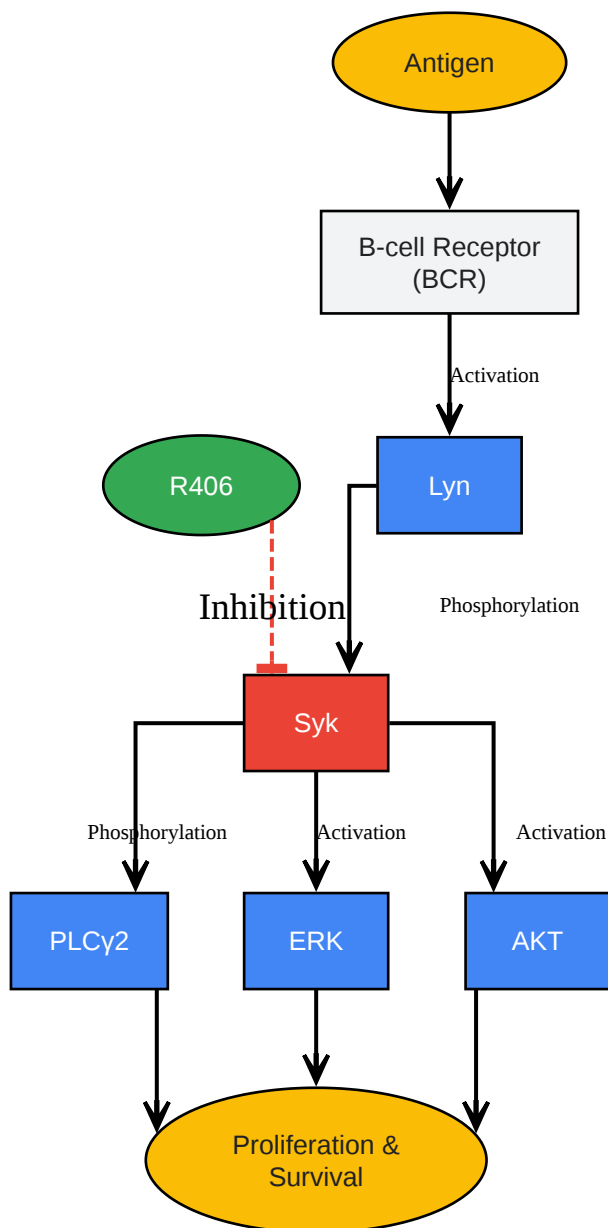 Antigen
B-cell Receptor
(BCR)
Activation
R406
Lyn
Inhibition
Phosphorylation
Syk
Phosphorylation
Activation
Activation
PLCγ2
ERK
AKT
Proliferation &
Survival